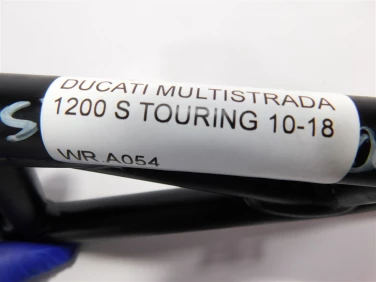 DUCATI MULTISTRADA
1200 S TOURING 10-18
WR.A054